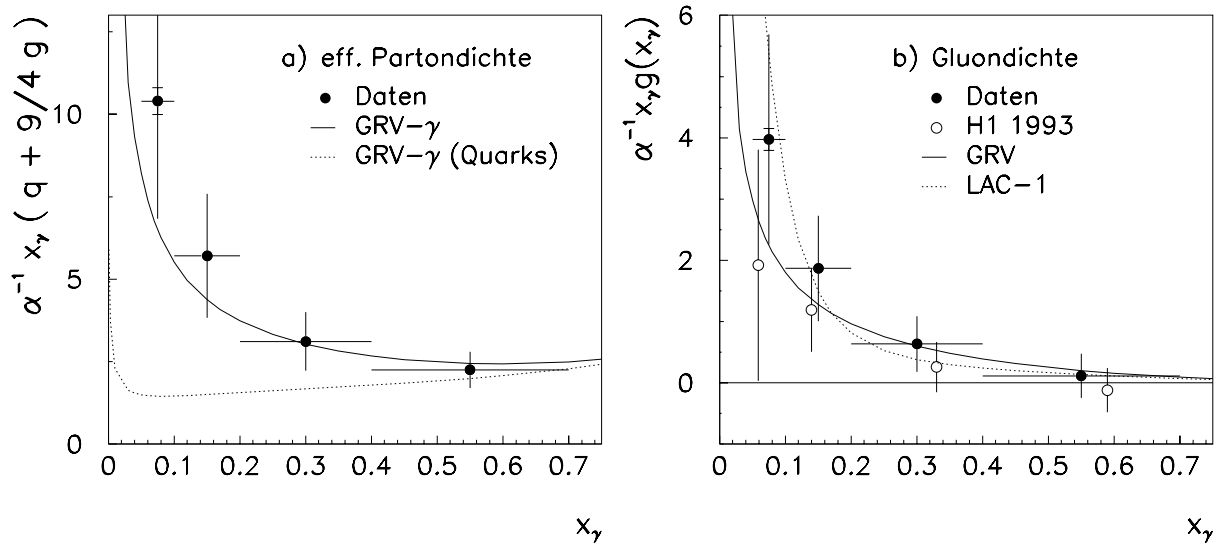 α⁻¹ xᵧ ( q + 9/4 g )
10
5
0
a) eff. Partondichte
Daten
GRV-γ
GRV-γ (Quarks)
0 0.1 0.2 0.3 0.4 0.5 0.6 0.7
xᵧ
α⁻¹ xᵧg(xᵧ)
6
4
2
0
b) Gluondichte
Daten
H1 1993
GRV
LAC-1
0 0.1 0.2 0.3 0.4 0.5 0.6 0.7
xᵧ